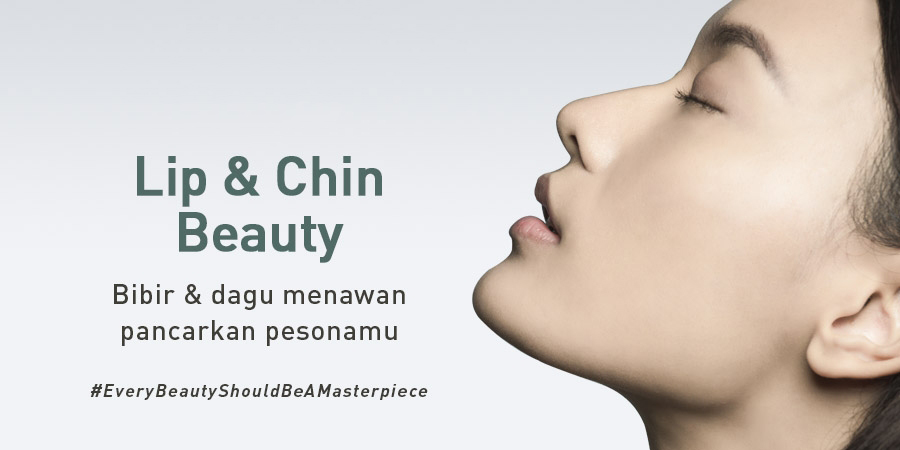 Lip & Chin
Beauty
Bibir & dagu menawan
pancarkan pesonamu
#EveryBeautyShouldBeAMasterpiece